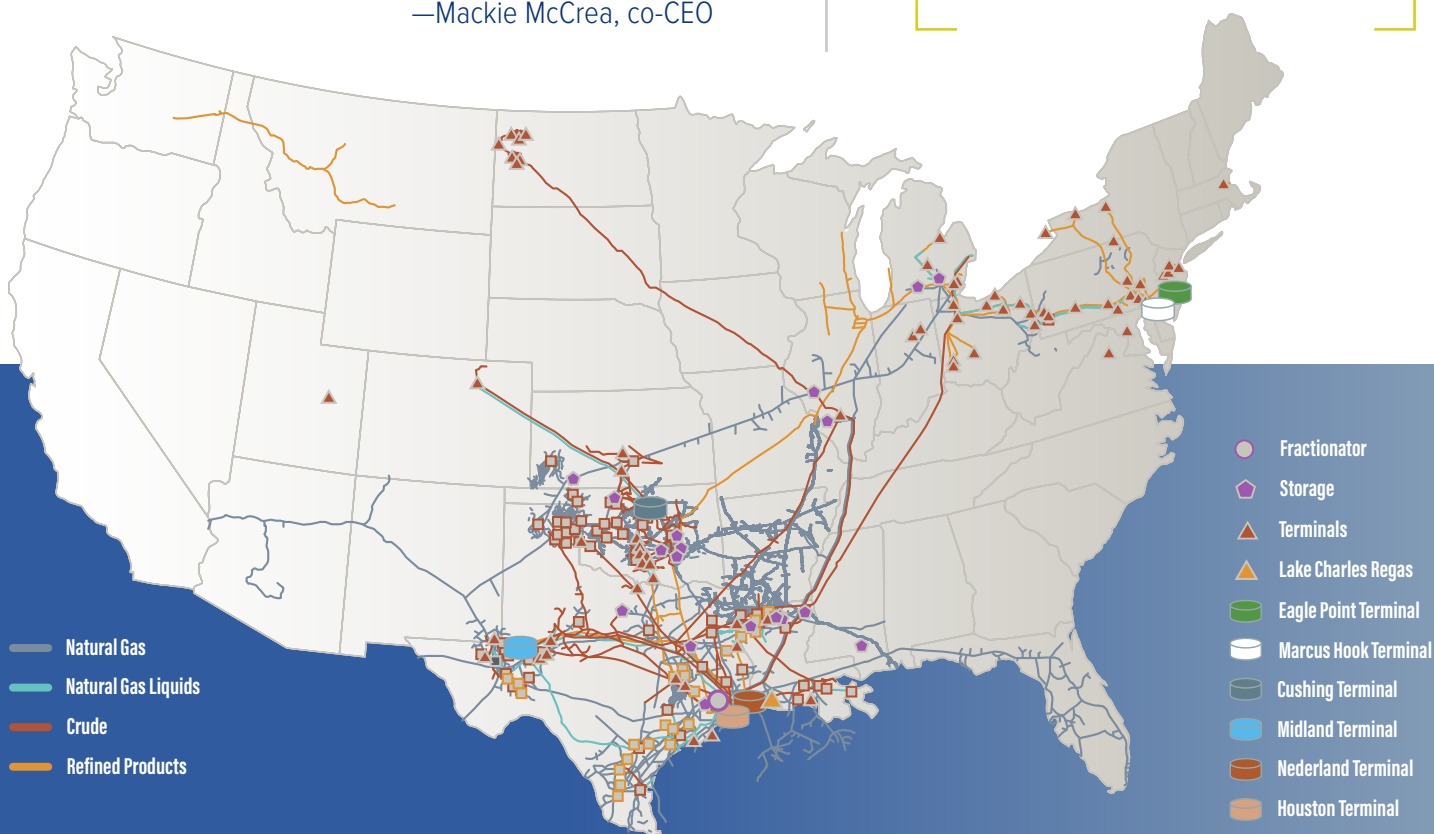 —Mackie McCrea, co-CEO
Natural Gas
Natural Gas Liquids
Crude
Refined Products
Fractionator
Storage
Terminals
Lake Charles Regas
Eagle Point Terminal
Marcus Hook Terminal
Cushing Terminal
Midland Terminal
Nederland Terminal
Houston Terminal